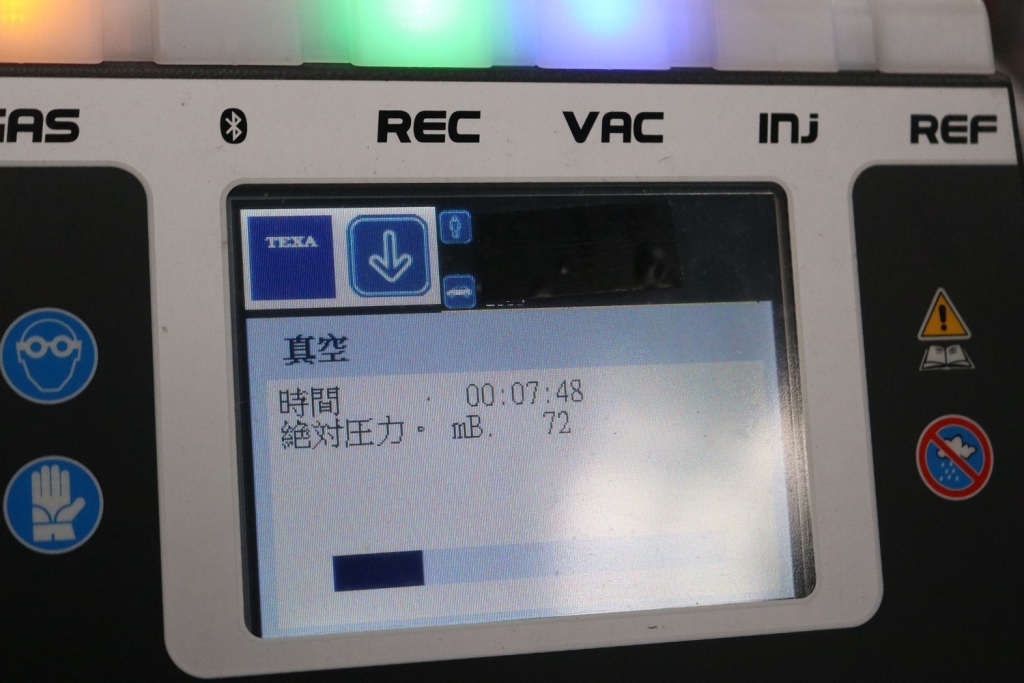 GAS REC VAC INJ REF
TEXA
真空
時間 . 00:07:48
絶対圧力。 mB. 72